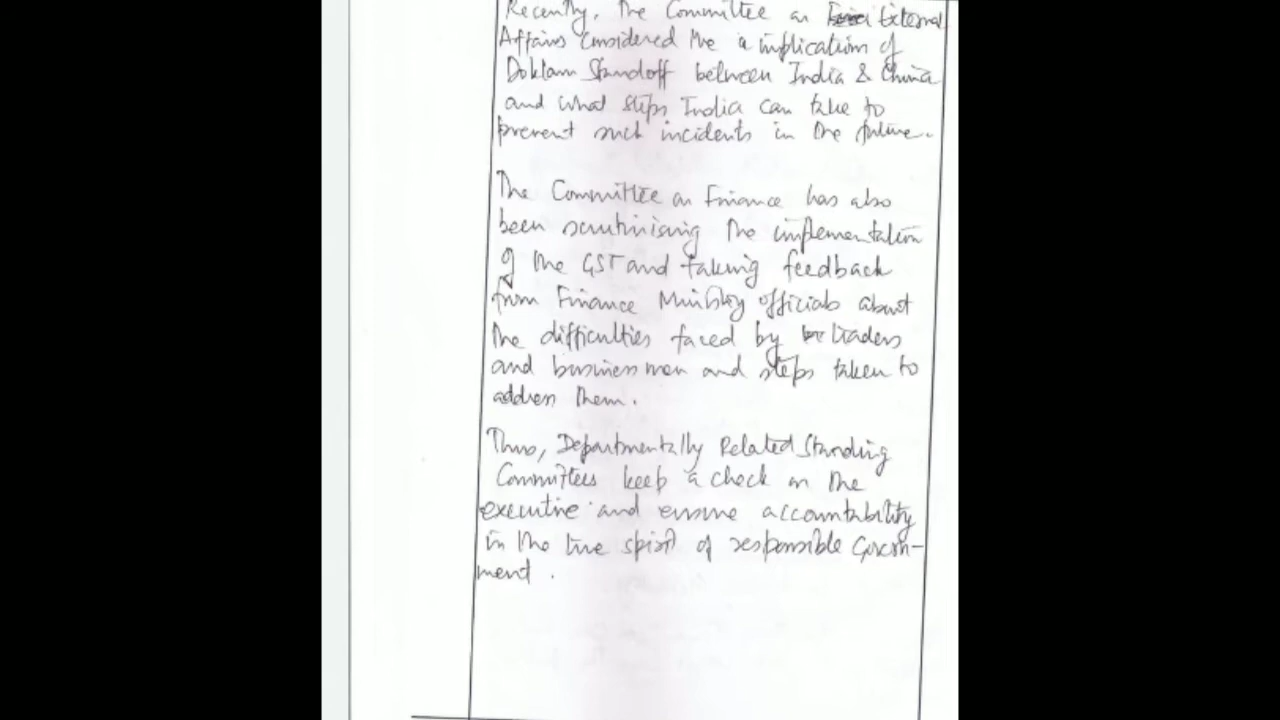 Recently, the Committee on External
Affairs considered the implication of
Doklam Standoff between India & China
and what steps India can take to
prevent such incidents in the future.
The Committee on Finance has also
been scrutinising the implementation
of the GST and taking feedback
from Finance Ministry officials about
the difficulties faced by traders
and businessmen and steps taken to
address them.
Thus, Departmentally Related Standing
Committees keep a check on the
executive and ensure accountability
in the true spirit of responsible Govern-
ment.